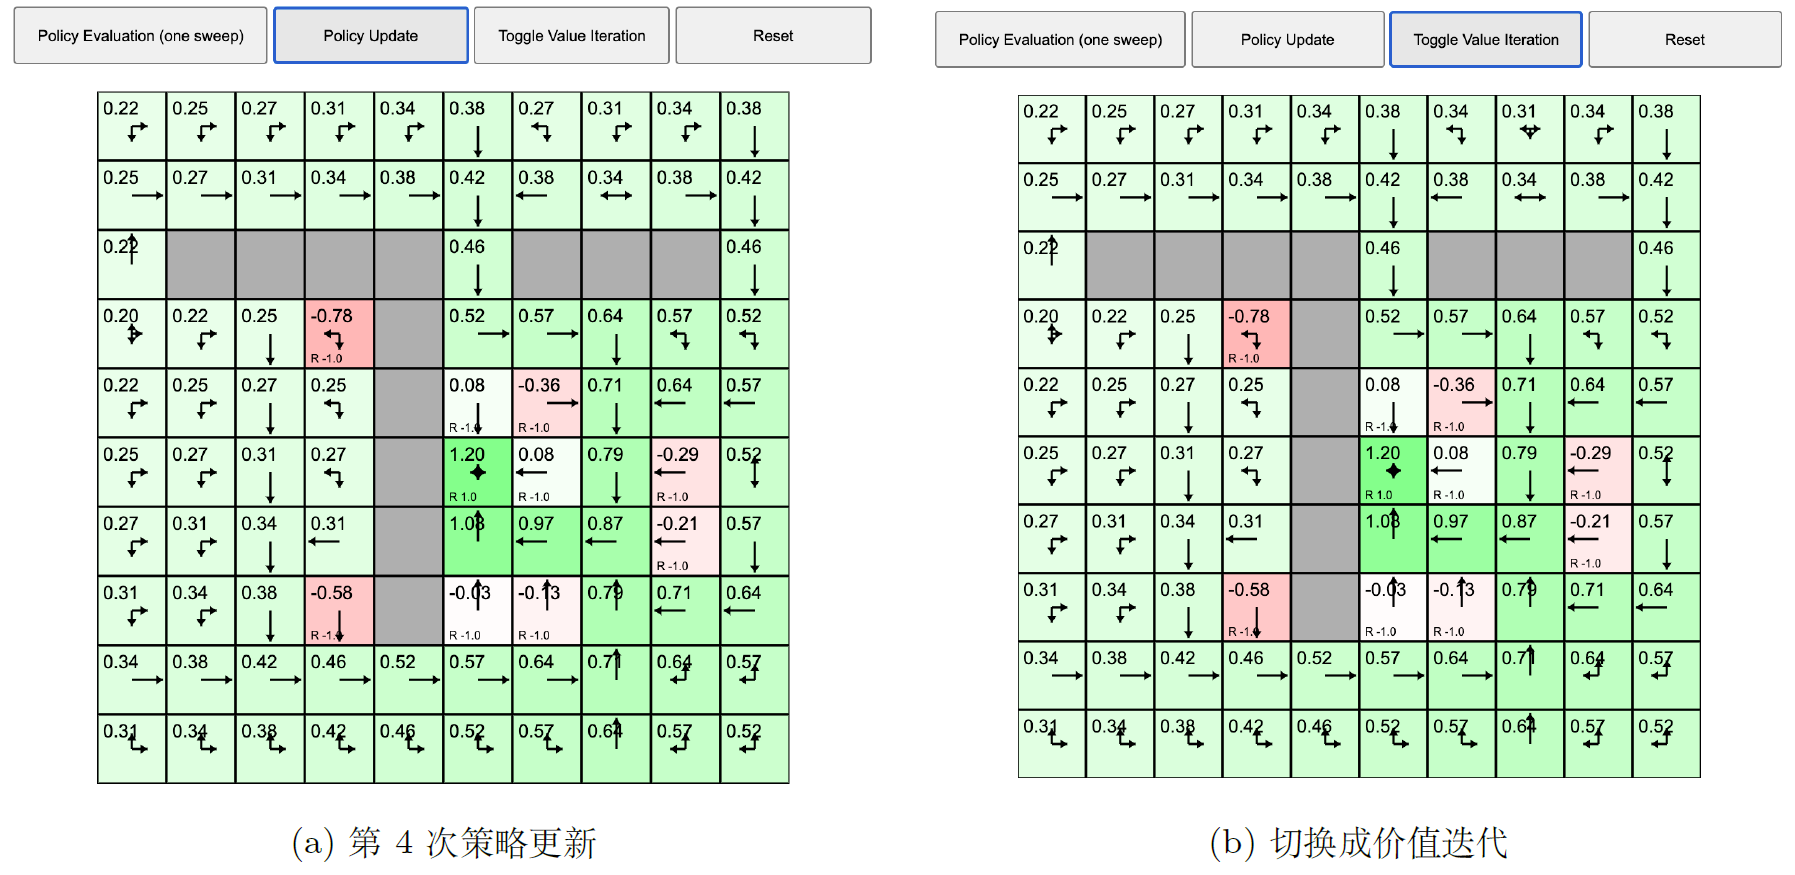 Policy Evaluation (one sweep) Policy Update Toggle Value Iteration Reset
0.22 0.25 0.27 0.31 0.34 0.38 0.27 0.31 0.34 0.38
0.25 0.27 0.31 0.34 0.38 0.42 0.38 0.34 0.38 0.42
0.22 0.46 0.46
0.20 0.22 0.25 -0.78 0.52 0.57 0.64 0.57 0.52
R -1.0
0.22 0.25 0.27 0.25 0.08 -0.36 0.71 0.64 0.57
R -1.0 R -1.0
0.25 0.27 0.31 0.27 1.20 0.08 0.79 -0.29 0.52
R 1.0 R -1.0 R -1.0
0.27 0.31 0.34 0.31 1.08 0.97 0.87 -0.21 0.57
R -1.0
0.31 0.34 0.38 -0.58 -0.03 -0.13 0.79 0.71 0.64
R -1.0 R -1.0 R -1.0
0.34 0.38 0.42 0.46 0.52 0.57 0.64 0.71 0.64 0.57
0.31 0.34 0.38 0.42 0.46 0.52 0.57 0.64 0.57 0.52
(a) 第 4 次策略更新
Policy Evaluation (one sweep) Policy Update Toggle Value Iteration Reset
0.22 0.25 0.27 0.31 0.34 0.38 0.34 0.31 0.34 0.38
0.25 0.27 0.31 0.34 0.38 0.42 0.38 0.34 0.38 0.42
0.22 0.46 0.46
0.20 0.22 0.25 -0.78 0.52 0.57 0.64 0.57 0.52
R -1.0
0.22 0.25 0.27 0.25 0.08 -0.36 0.71 0.64 0.57
R -1.0 R -1.0
0.25 0.27 0.31 0.27 1.20 0.08 0.79 -0.29 0.52
R 1.0 R -1.0 R -1.0
0.27 0.31 0.34 0.31 1.08 0.97 0.87 -0.21 0.57
R -1.0
0.31 0.34 0.38 -0.58 -0.03 -0.13 0.79 0.71 0.64
R -1.0 R -1.0 R -1.0
0.34 0.38 0.42 0.46 0.52 0.57 0.64 0.71 0.64 0.57
0.31 0.34 0.38 0.42 0.46 0.52 0.57 0.64 0.57 0.52
(b) 切换成价值迭代